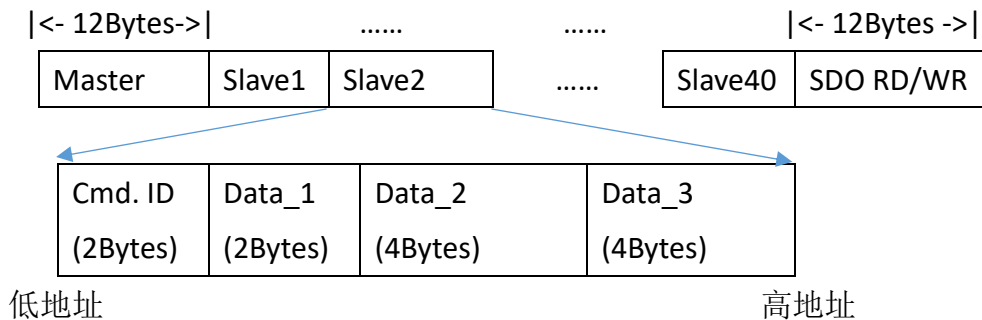 |<- 12Bytes->| …… …… |<- 12Bytes ->|
Master Slave1 Slave2 …… Slave40 SDO RD/WR
Cmd. ID Data_1 Data_2 Data_3
(2Bytes) (2Bytes) (4Bytes) (4Bytes)
低地址 高地址